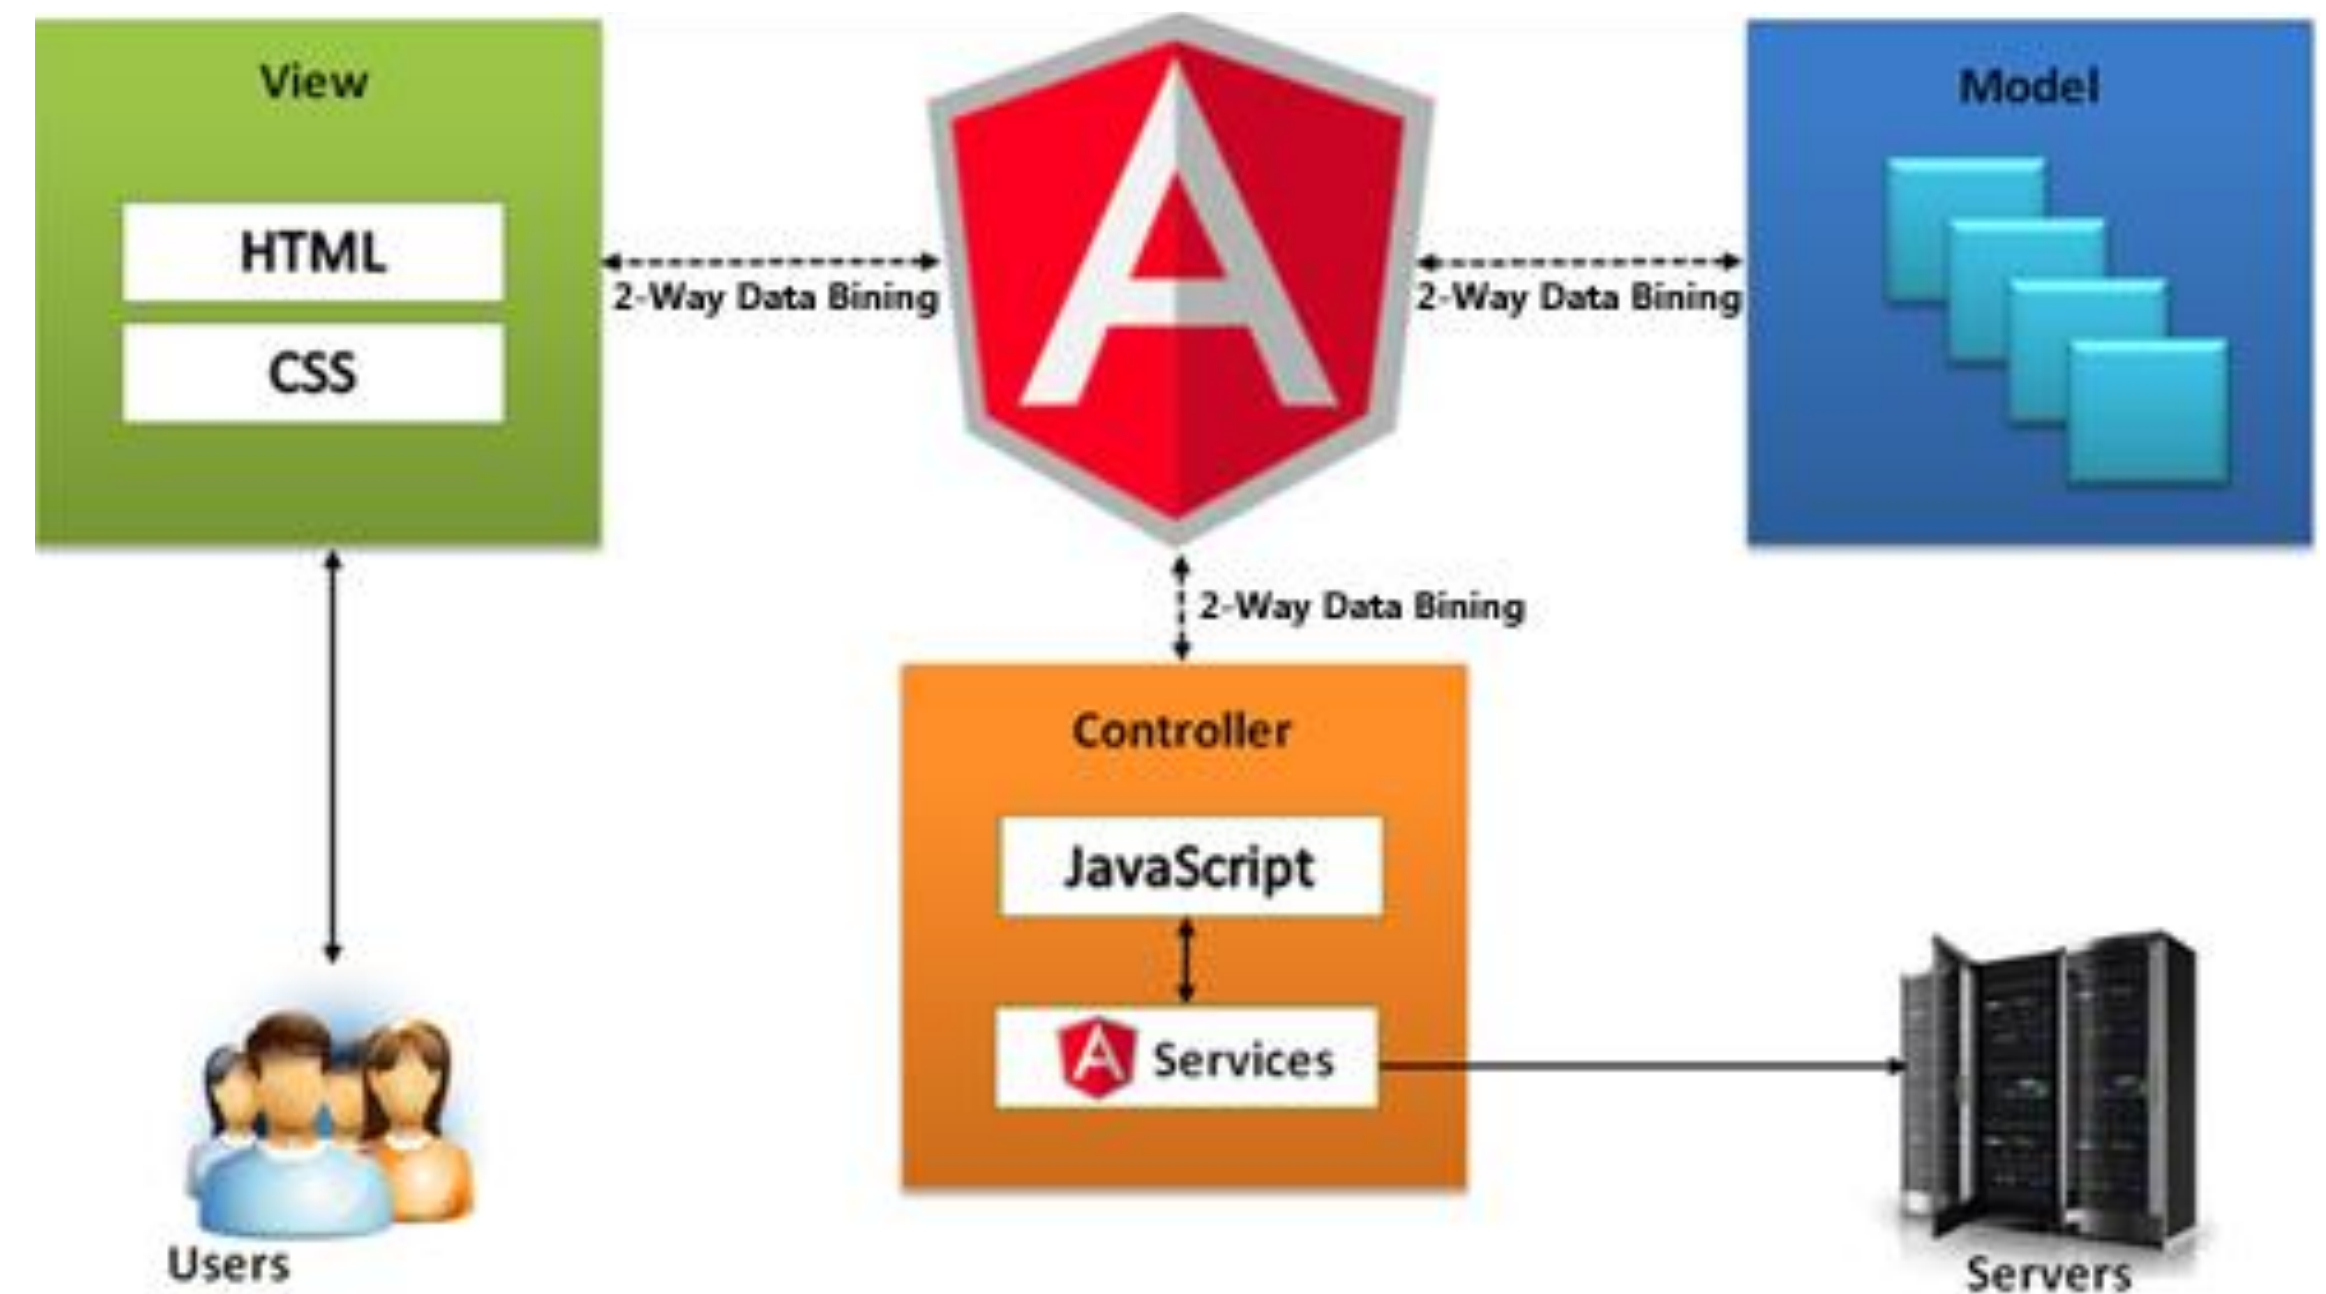 View
Model
HTML
CSS
2-Way Data Bining
2-Way Data Bining
2-Way Data Bining
Controller
JavaScript
Services
Users
Servers